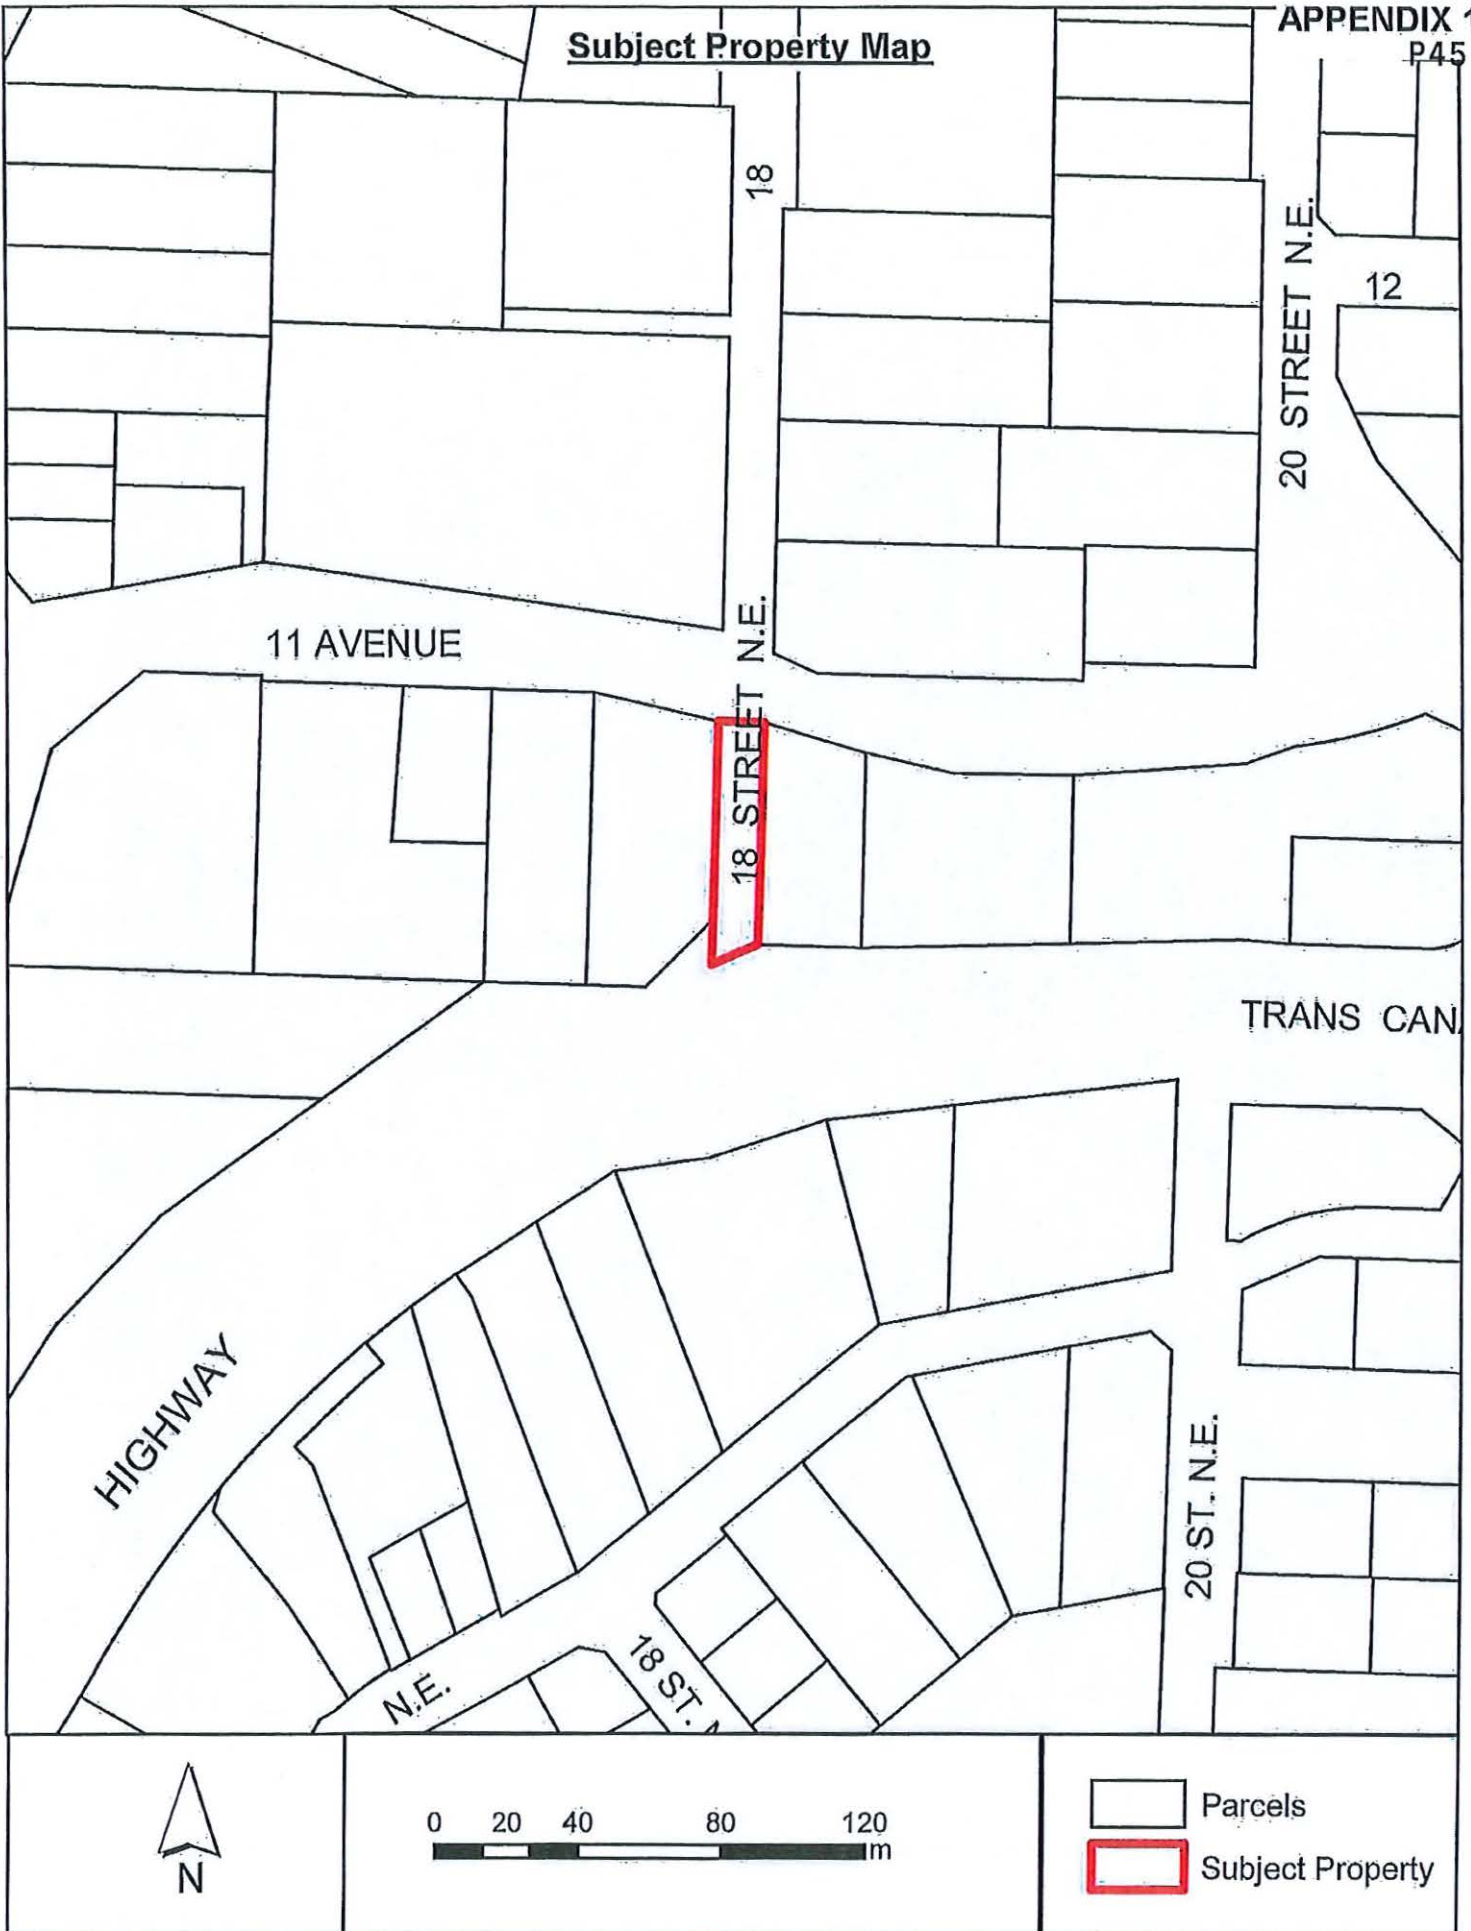 APPENDIX 1
Subject Property Map
P45
18
20 STREET N.E.
12
11 AVENUE
18 STREET N.E.
TRANS CAN
HIGHWAY
20 ST. N.E.
18 ST.
N.E.
0 20 40 80 120
m
N
Parcels
Subject Property